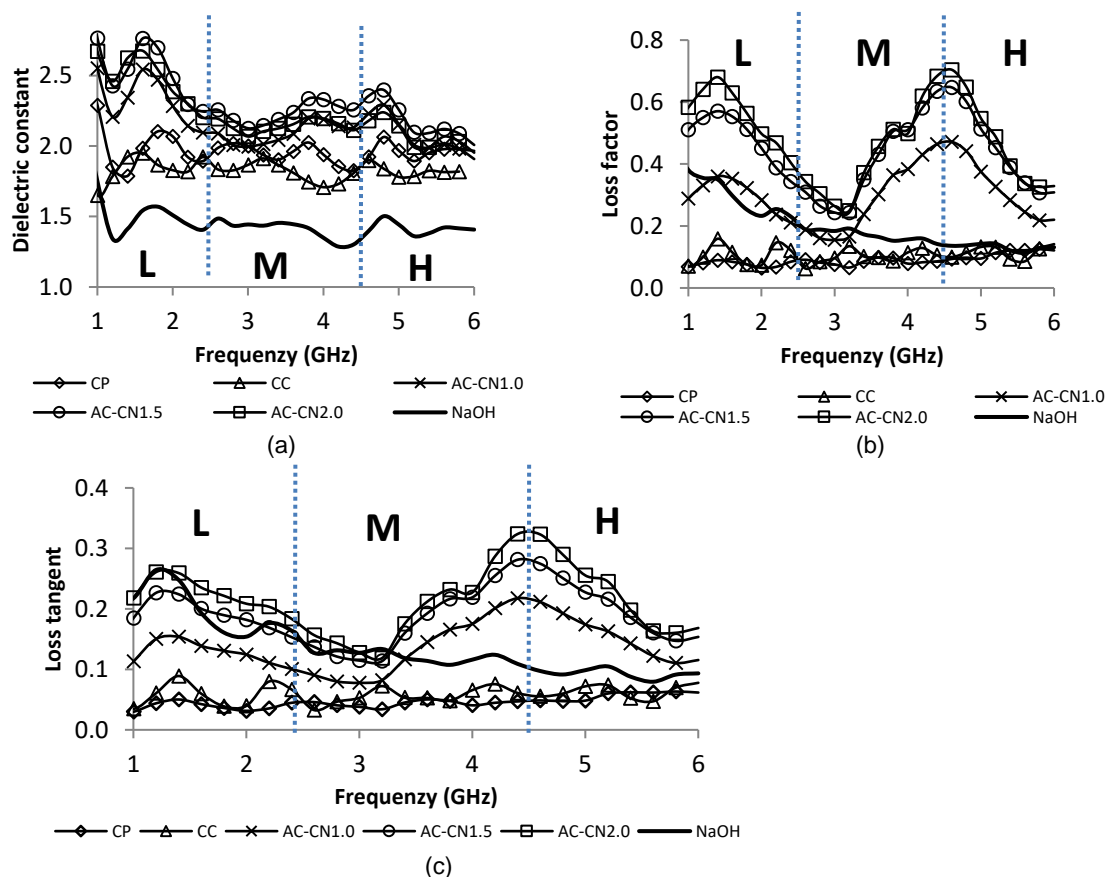 Dielectric constant
2.5
2.0
1.5
1.0
L
M
H
1 2 3 4 5 6
Frequenzy (GHz)
CP CC AC-CN1.0
AC-CN1.5 AC-CN2.0 NaOH
(a)
Loss factor
0.8
0.6
0.4
0.2
0.0
L
M
H
1 2 3 4 5 6
Frequenzy (GHz)
CP CC AC-CN1.0
AC-CN1.5 AC-CN2.0 NaOH
(b)
Loss tangent
0.4
0.3
0.2
0.1
0.0
L
M
H
1 2 3 4 5 6
Frequenzy (GHz)
CP CC AC-CN1.0 AC-CN1.5 AC-CN2.0 NaOH
(c)